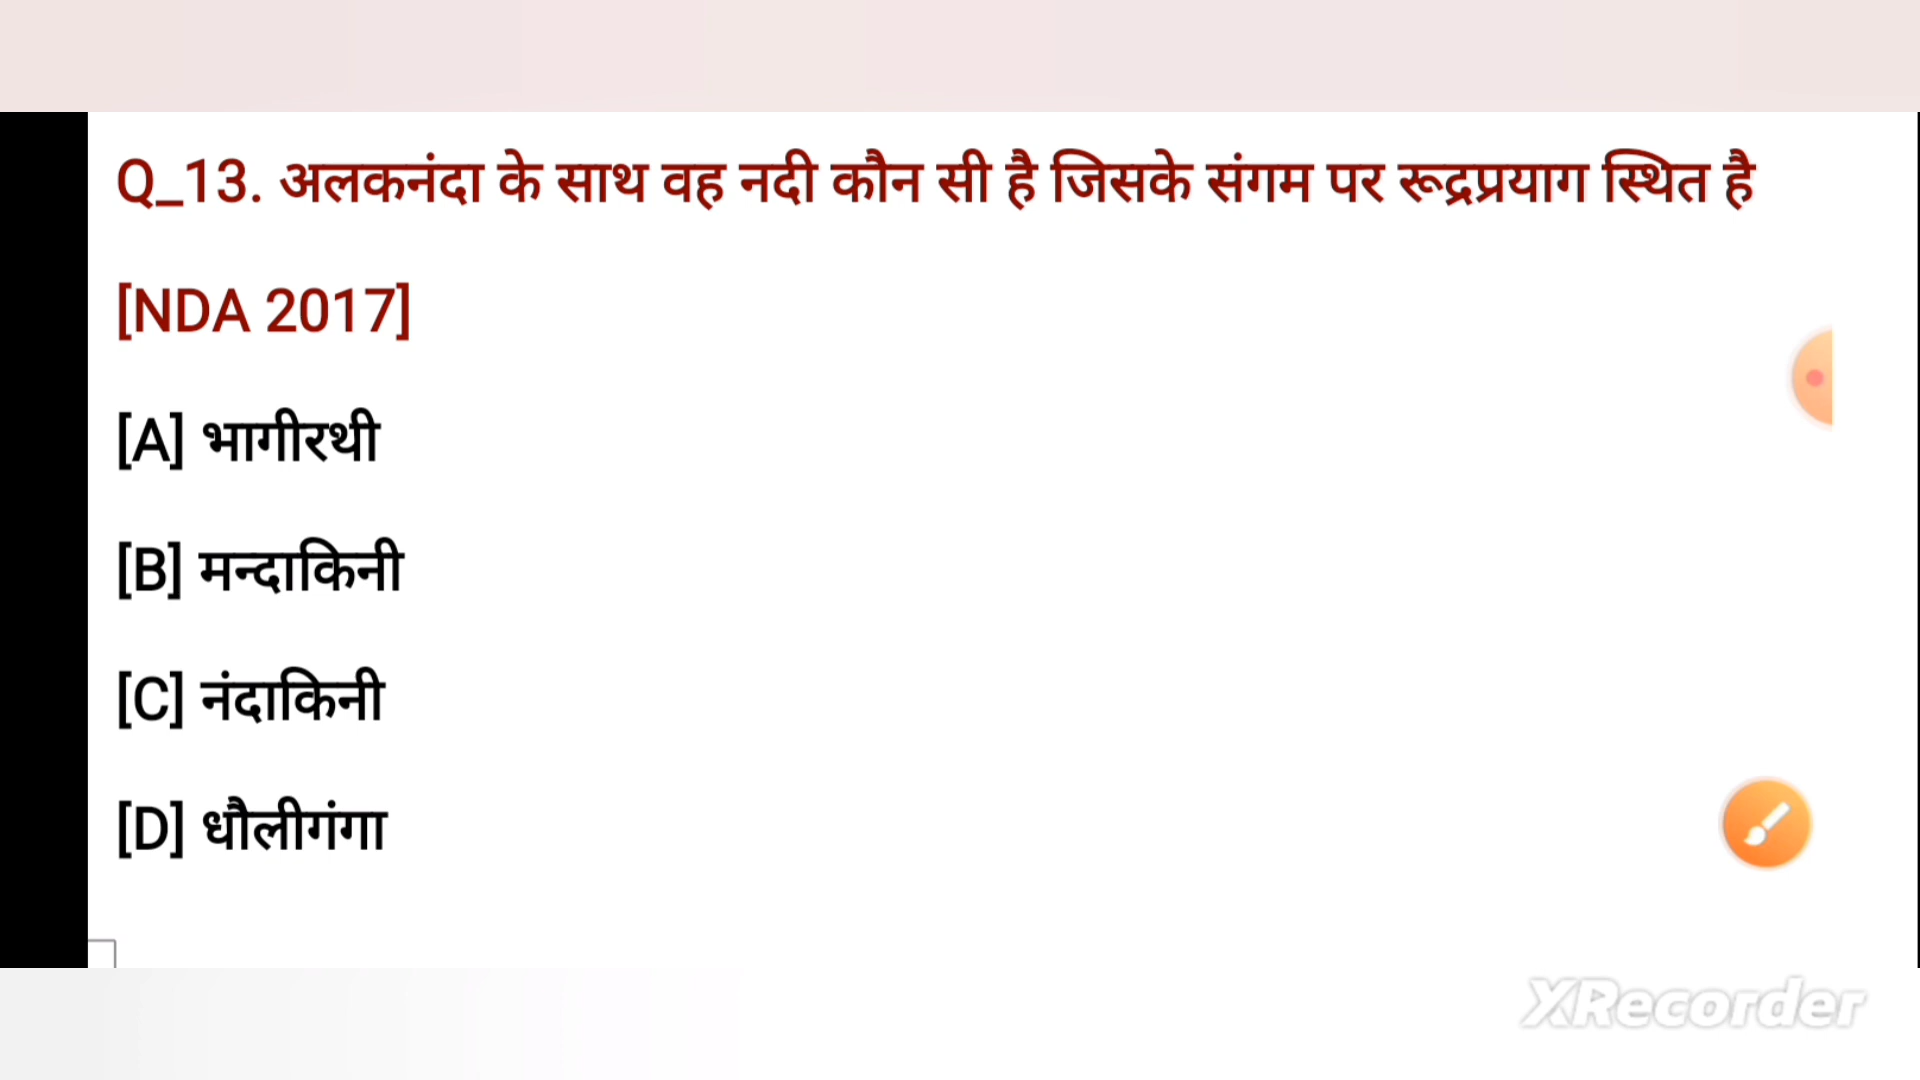 Q_13. अलकनंदा के साथ वह नदी कौन सी है जिसके संगम पर रूद्रप्रयाग स्थित है
[NDA 2017]
[A] भागीरथी
[B] मन्दाकिनी
[C] नंदाकिनी
[D] धौलीगंगा
XRecorder